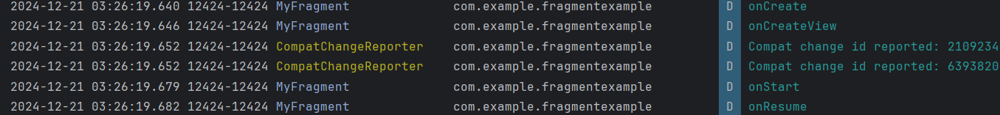 2024-12-21 03:26:19.640 12424-12424 MyFragment com.example.fragmentexample D onCreate
2024-12-21 03:26:19.646 12424-12424 MyFragment com.example.fragmentexample D onCreateView
2024-12-21 03:26:19.652 12424-12424 CompatChangeReporter com.example.fragmentexample D Compat change id reported: 2109234
2024-12-21 03:26:19.652 12424-12424 CompatChangeReporter com.example.fragmentexample D Compat change id reported: 6393820
2024-12-21 03:26:19.679 12424-12424 MyFragment com.example.fragmentexample D onStart
2024-12-21 03:26:19.682 12424-12424 MyFragment com.example.fragmentexample D onResume